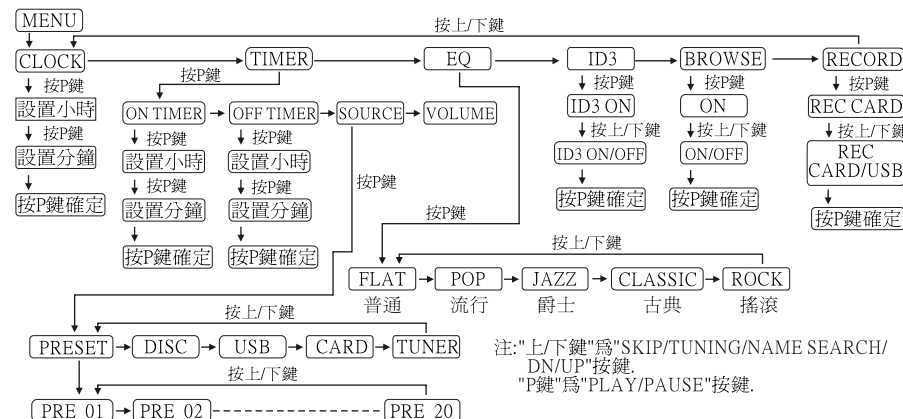 MENU
按上/下鍵
CLOCK TIMER EQ ID3 BROWSE RECORD
按P鍵 按P鍵 按P鍵 按P鍵 按P鍵
設置小時 ON TIMER OFF TIMER SOURCE VOLUME ID3 ON ON REC CARD
按P鍵 按P鍵 按P鍵 按上/下鍵 按上/下鍵 按上/下鍵
設置分鐘 設置小時 設置小時 ID3 ON/OFF ON/OFF REC CARD/USB
按P鍵 按P鍵 按P鍵
按P鍵確定 設置分鐘 設置分鐘 按P鍵確定 按P鍵確定 按P鍵確定
按P鍵
按P鍵確定 按P鍵確定
按上/下鍵
FLAT POP JAZZ CLASSIC ROCK
普通 流行 爵士 古典 搖滾
按上/下鍵
PRESET DISC USB CARD TUNER
按上/下鍵
PRE 01 PRE 02 PRE 20
注:"上/下鍵"爲"SKIP/TUNING/NAME SEARCH/
DN/UP"按鍵.
"P鍵"爲"PLAY/PAUSE"按鍵.